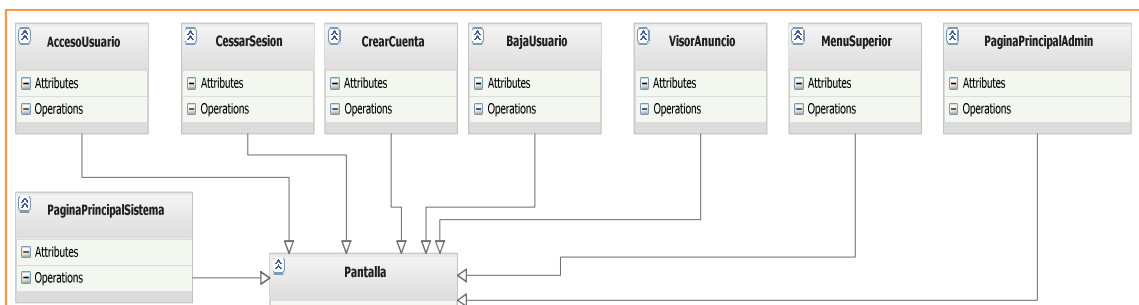 AccesoUsuario
Attributes
Operations
CessarSesion
Attributes
Operations
CrearCuenta
Attributes
Operations
BajaUsuario
Attributes
Operations
VisorAnuncio
Attributes
Operations
MenuSuperior
Attributes
Operations
PaginaPrincipalAdmin
Attributes
Operations
PaginaPrincipalSistema
Attributes
Operations
Pantalla